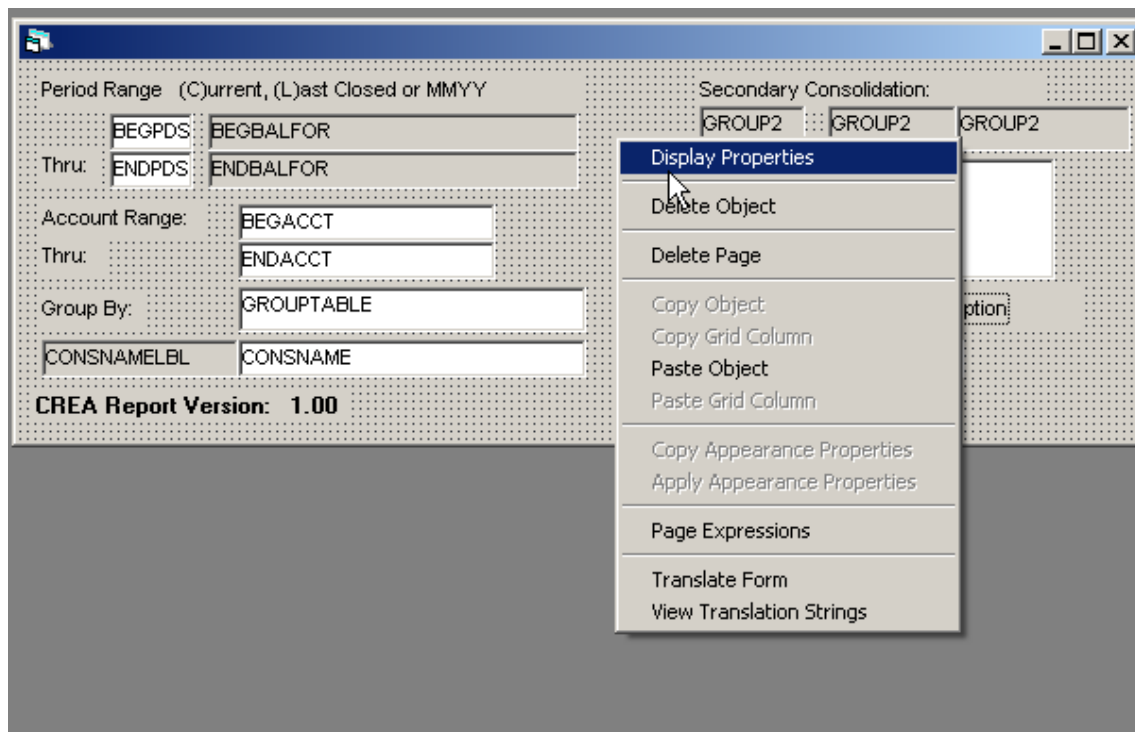 Period Range (C)urrent, (L)ast Closed or MMYY
BEGPDS BEGBALFOR
Thru: ENDPDS ENDBALFOR
Account Range: BEGACCT
Thru: ENDACCT
Group By: GROUPTABLE
CONSNAMELBL CONSNAME
CREA Report Version: 1.00
Secondary Consolidation:
GROUP2 GROUP2 GROUP2
Display Properties
Delete Object
Delete Page
Copy Object
Copy Grid Column
Paste Object
Paste Grid Column
Copy Appearance Properties
Apply Appearance Properties
Page Expressions
Translate Form
View Translation Strings